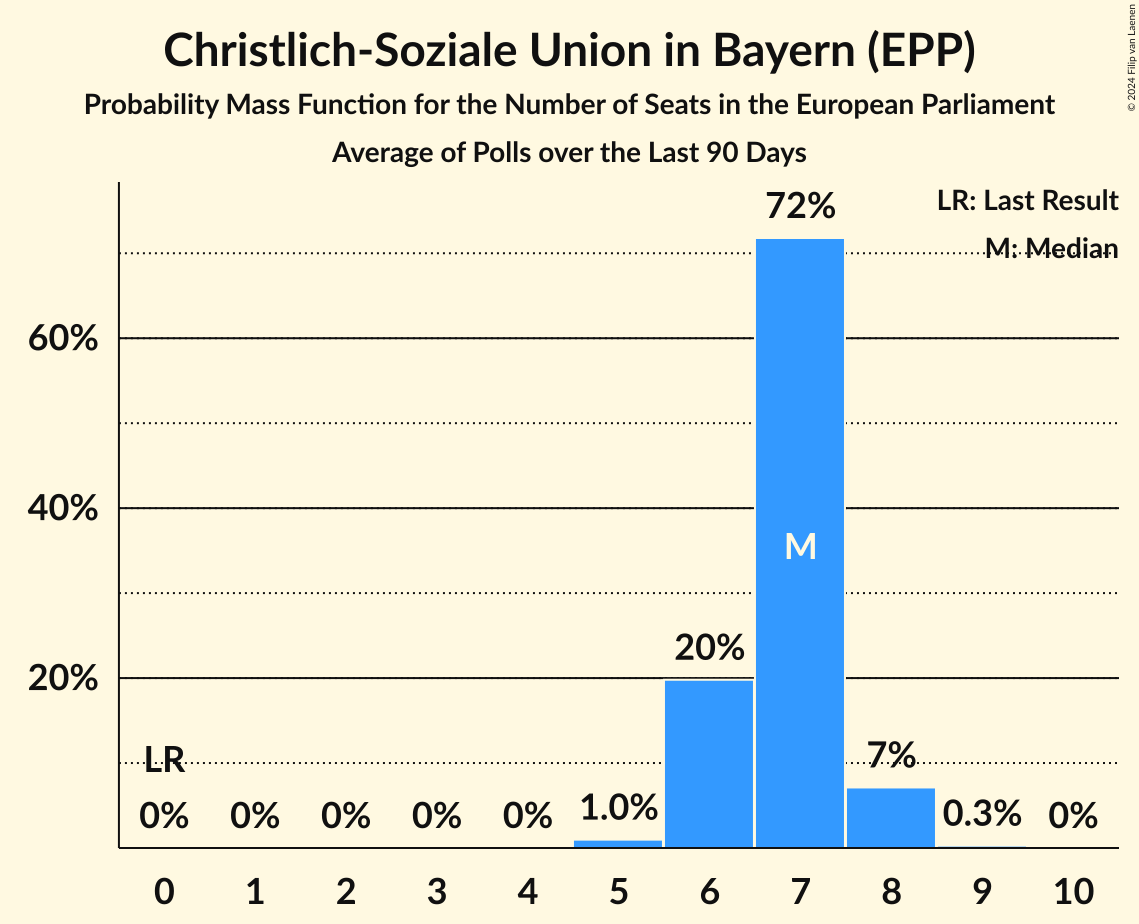 Christlich-Soziale Union in Bayern (EPP)
Probability Mass Function for the Number of Seats in the European Parliament
Average of Polls over the Last 90 Days
© 2024 Filip van Laenen
LR: Last Result
M: Median
72%
60%
40%
M
20%
20%
LR
7%
0% 0% 0% 0% 0% 1.0% 0.3% 0%
0 1 2 3 4 5 6 7 8 9 10